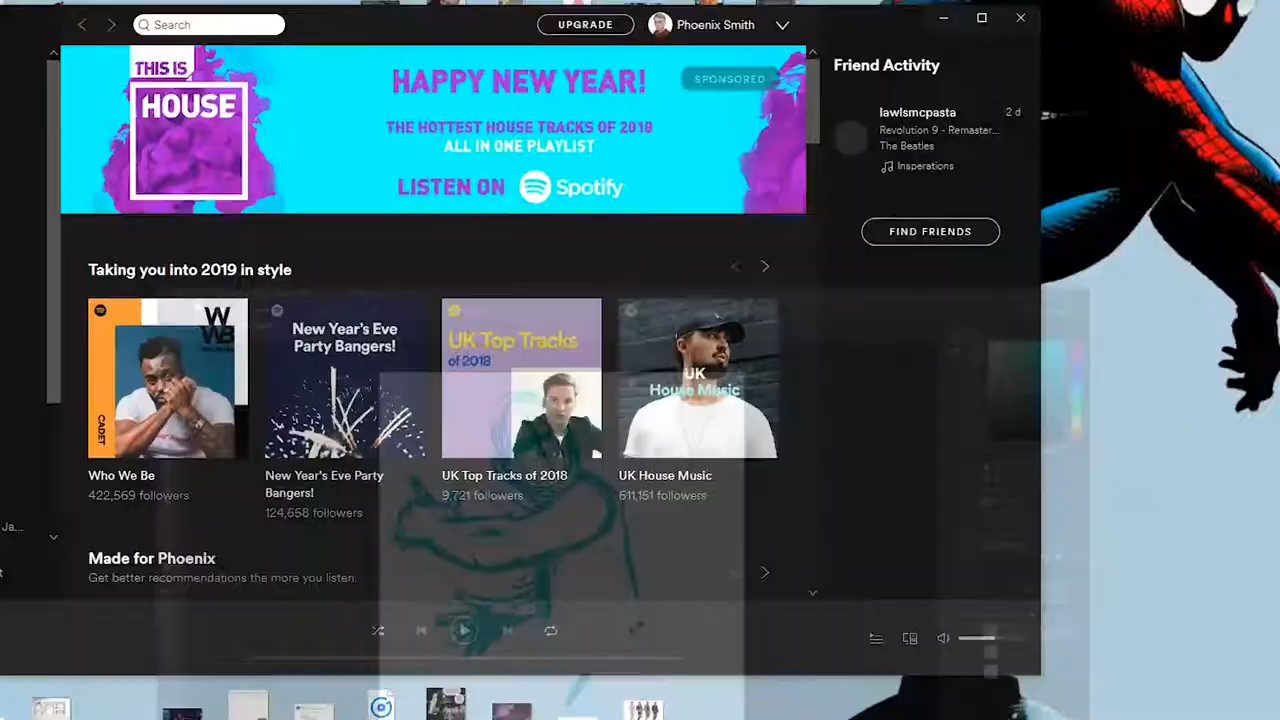 Search
UPGRADE
Phoenix Smith
THIS IS
HOUSE
HAPPY NEW YEAR!
SPONSORED
THE HOTTEST HOUSE TRACKS OF 2018
ALL IN ONE PLAYLIST
LISTEN ON Spotify
Friend Activity
lawlsmcpasta
2 d
Revolution 9 - Remaster...
The Beatles
Insperations
FIND FRIENDS
Taking you into 2019 in style
CADET
New Year's Eve
Party Bangers!
UK Top Tracks
of 2018
UK
House Music
Who We Be
422,569 followers
New Year's Eve Party
Bangers!
124,658 followers
UK Top Tracks of 2018
9,721 followers
UK House Music
611,151 followers
Ja...
Made for Phoenix
Get better recommendations the more you listen.